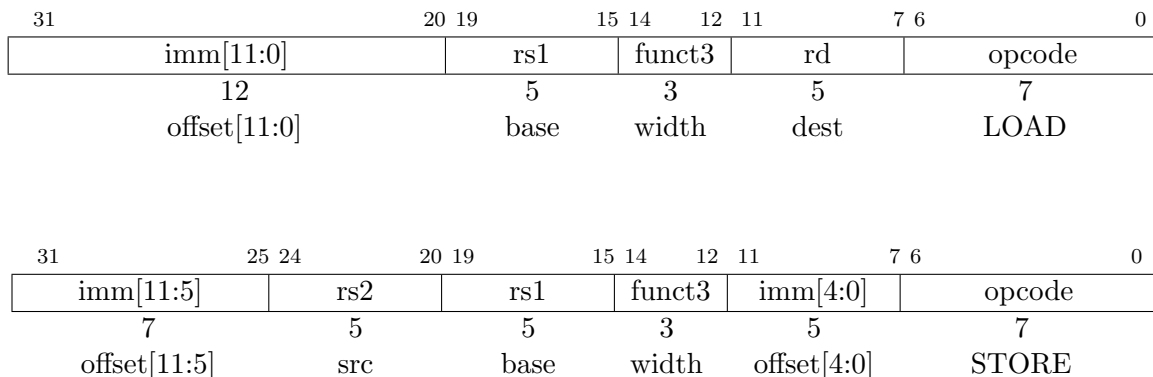 31 20 19 15 14 12 11 7 6 0
imm[11:0] rs1 funct3 rd opcode
12 5 3 5 7
offset[11:0] base width dest LOAD
31 25 24 20 19 15 14 12 11 7 6 0
imm[11:5] rs2 rs1 funct3 imm[4:0] opcode
7 5 5 3 5 7
offset[11:5] src base width offset[4:0] STORE